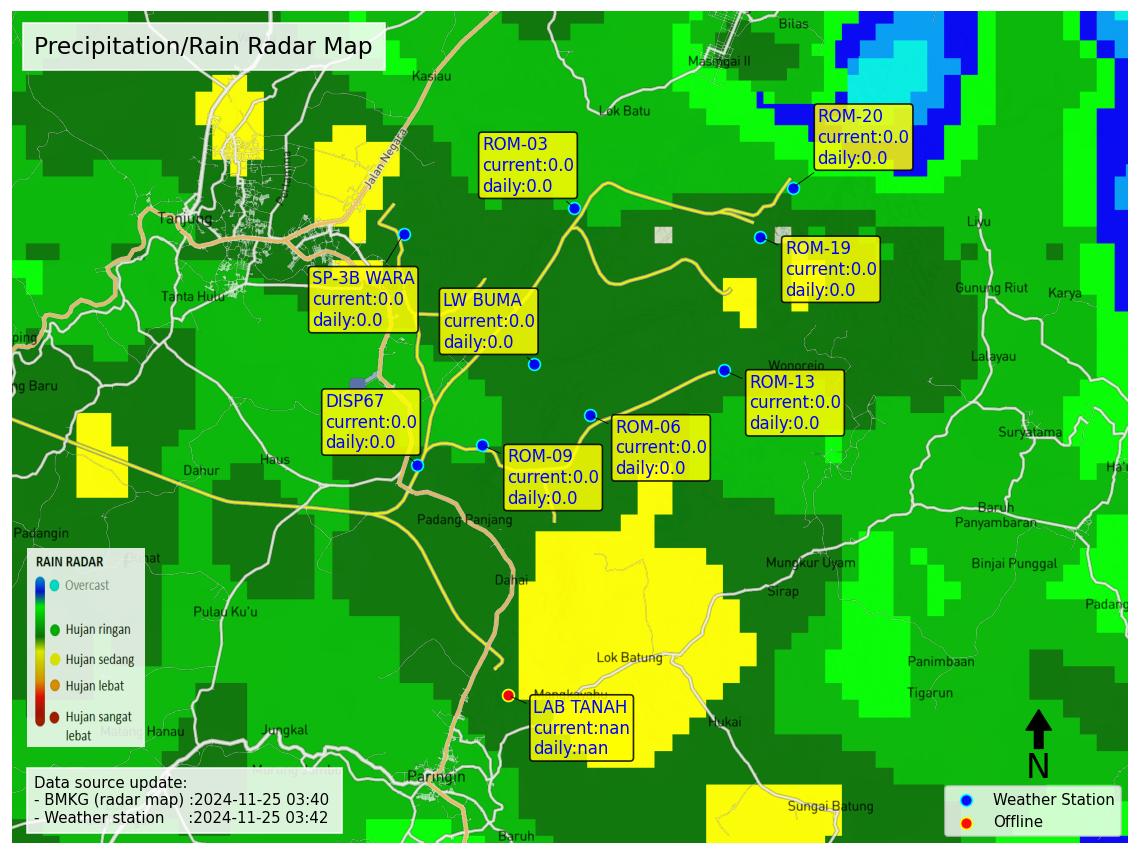 Precipitation/Rain Radar Map
Bilas
Masingai II
Kasiau
Lok Batu
ROM-20
current:0.0
daily:0.0
ROM-03
current:0.0
daily:0.0
Jalan Negara
Tanjung
Liyu
ROM-19
current:0.0
daily:0.0
SP-3B WARA
current:0.0
daily:0.0
Tanta Hulu
LW BUMA
current:0.0
daily:0.0
Gunung Riut
Karya
ping
Lalayau
Wonorejo
ng Baru
ROM-13
current:0.0
daily:0.0
DISP67
current:0.0
daily:0.0
ROM-06
current:0.0
daily:0.0
Suryatama
ROM-09
current:0.0
daily:0.0
Haus
Dahur
Ha'u
Baruh
Panyambaran
Padang Panjang
Padangin
Mungkur Uyam
Binjai Punggal
Dahai
Sirap
Padang
Pulau Ku'u
RAIN RADAR
Overcast
Hujan ringan
Hujan sedang
Hujan lebat
Hujan sangat
lebat
Lok Batung
Panimbaan
Tigarun
Mangkayahu
LAB TANAH
current:nan
daily:nan
Hukai
Jungkal
Paringin
N
Data source update:
- BMKG (radar map) :2024-11-25 03:40
- Weather station :2024-11-25 03:42
Sungai Batung
Weather Station
Offline
Baruh